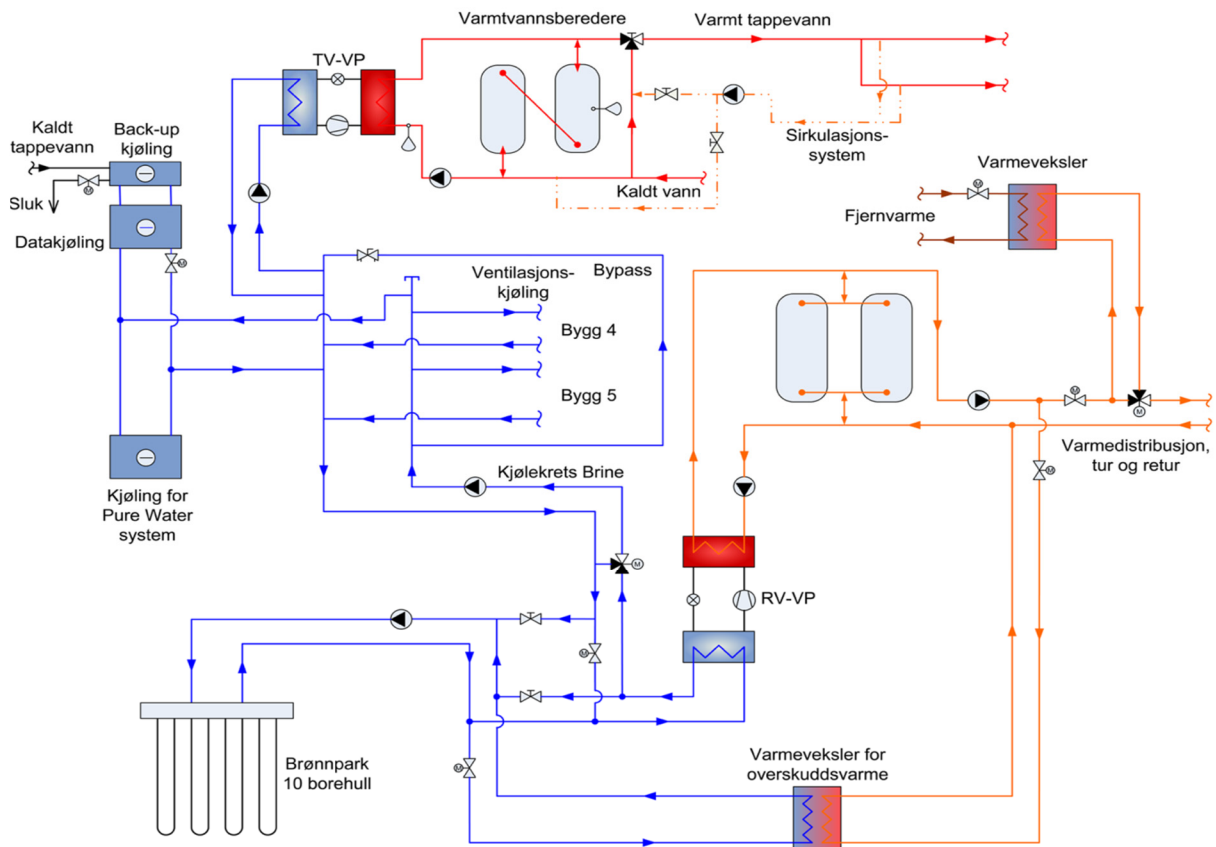 Varmtvannsberedere
Varmt tappevann
TV-VP
Kaldt
tappevann
Back-up
kjøling
Sirkulasjons-
system
Varmeveksler
M
Kaldt vann
Sluk
M
Fjernvarme
Datakjøling
M
Ventilasjons-
kjøling
Bypass
Bygg 4
Bygg 5
M
M
Varmedistribusjon,
tur og retur
Kjølekrets Brine
M
Kjøling for
Pure Water
system
M
RV-VP
M
Brønnpark
10 borehull
M
Varmeveksler for
overskuddsvarme